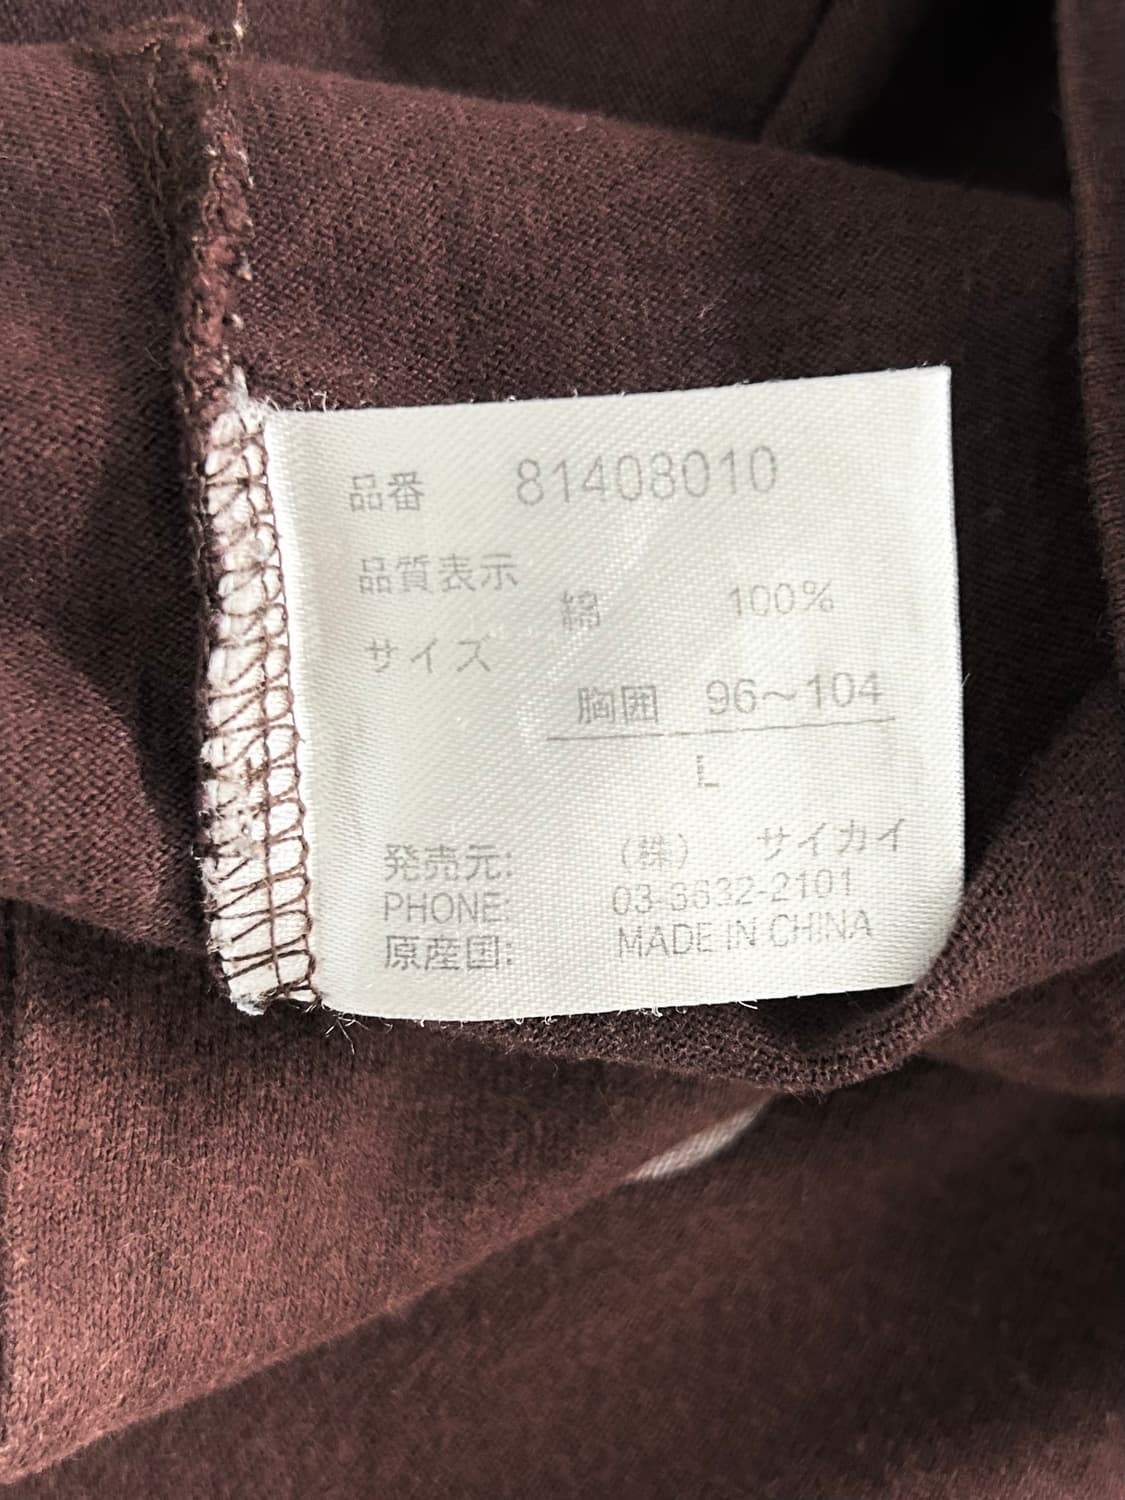 品番 81408010
品質表示
綿 100%
サイズ
胸囲 96～104
L
発売元: （株） サイカイ
PHONE: 03-3632-2101
原産国: MADE IN CHINA